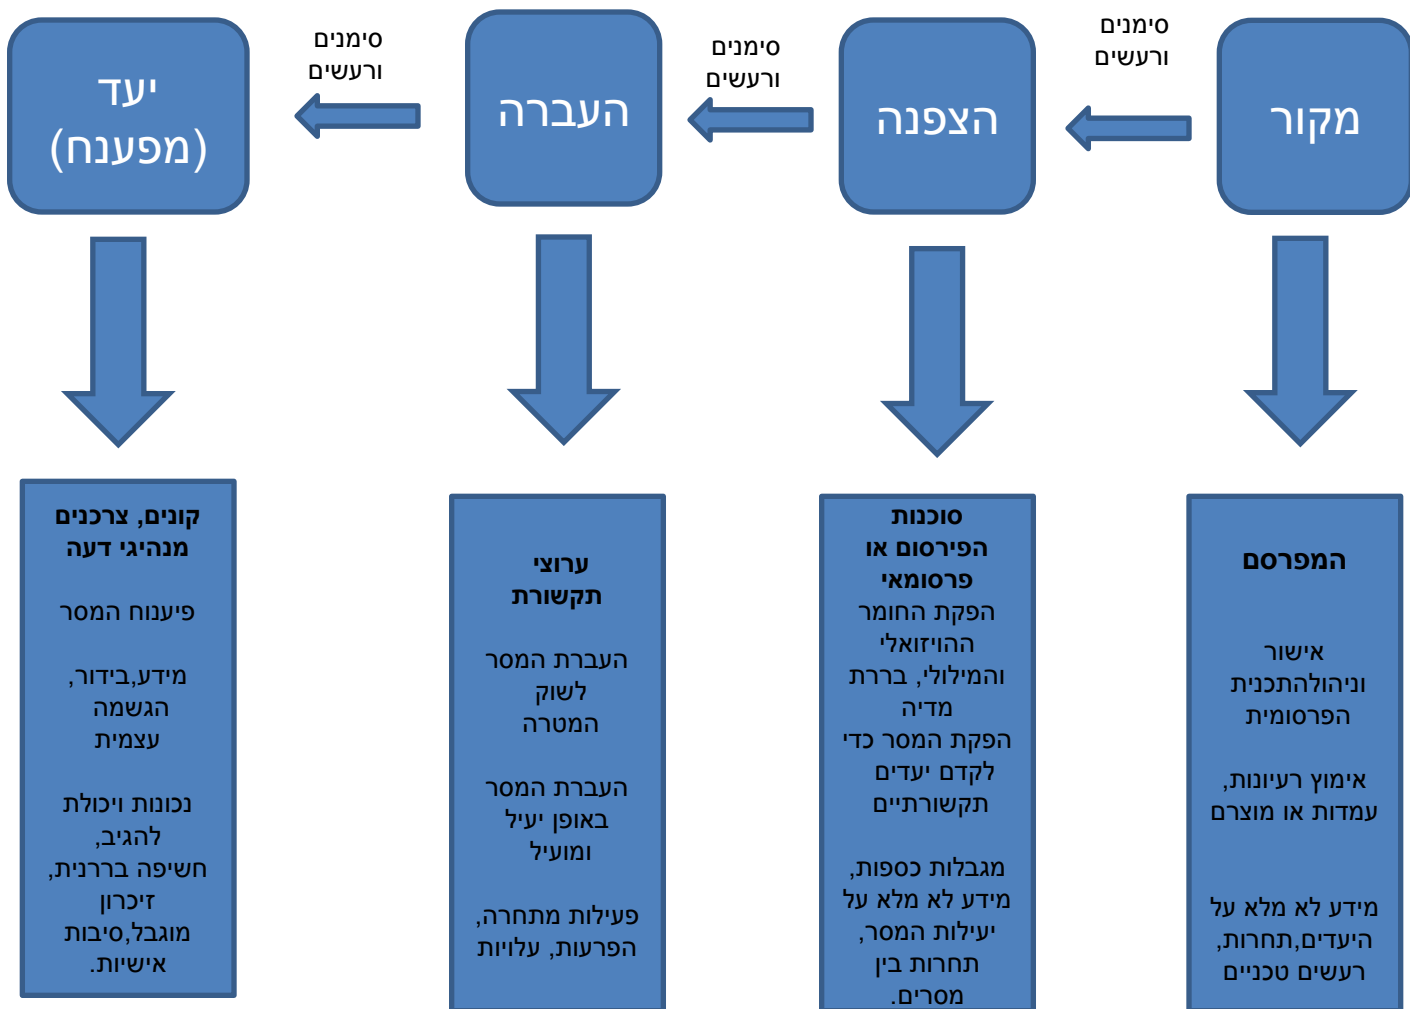 מקור
סימנים
ורעשים
הצפנה
סימנים
ורעשים
העברה
סימנים
ורעשים
יעד
(מפענח)
המפרסם
אישור
וניהולהתכנית
הפרסומית
אימוץ רעיונות,
עמדות או מוצרם
מידע לא מלא על
היעדים,תחרות,
רעשים טכניים
סוכנות
הפירסום או
פרסומאי
הפקת החומר
ההויזואלי
והמילולי, בררת
מדיה
הפקת המסר כדי
לקדם יעדים
תקשורתיים
מגבלות כספות,
מידע לא מלא על
יעילות המסר,
תחרות בין
מסרים.
ערוצי
תקשורת
העברת המסר
לשוק
המטרה
העברת המסר
באופן יעיל
ומועיל
פעילות מתחרה,
הפרעות, עלויות
קונים, צרכנים
מנהיגי דעה
פיענוח המסר
מידע,בידור,
הגשמה
עצמית
נכונות ויכולת
להגיב,
חשיפה בררנית,
זיכרון
מוגבל,סיבות
אישיות.